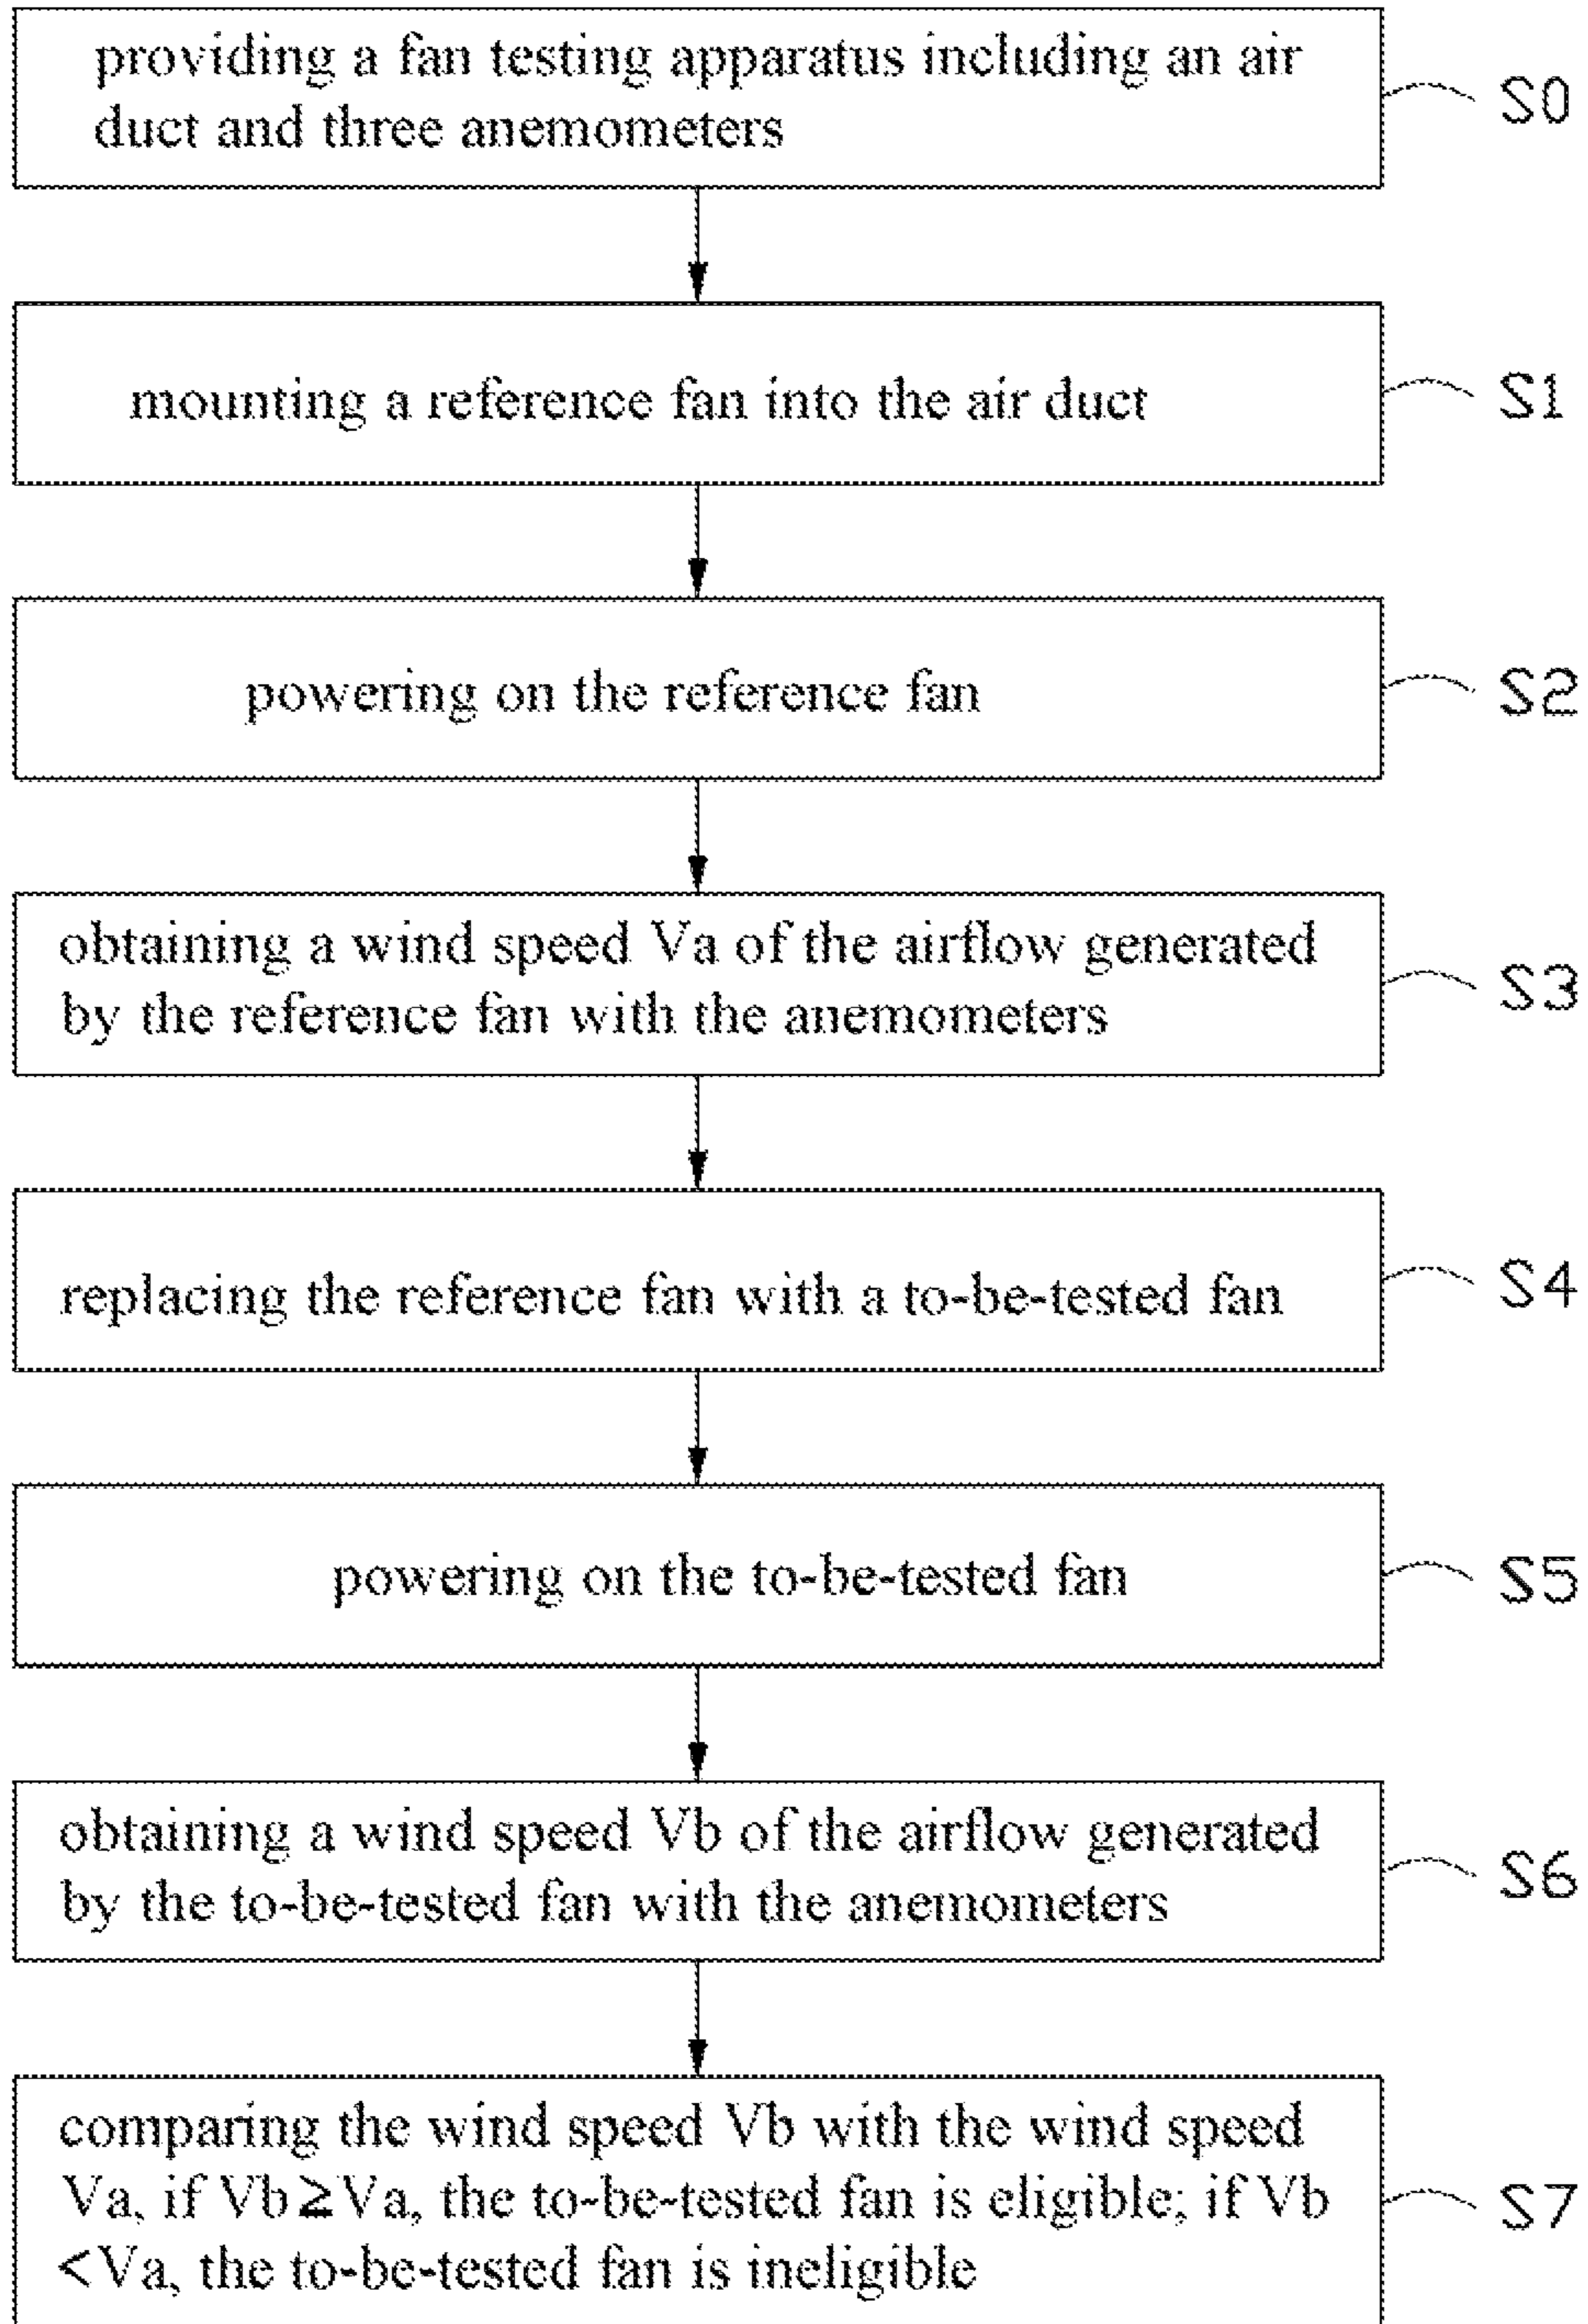 providing a fan testing apparatus including an air
duct and three anemometers
S0
mounting a reference fan into the air duct
S1
powering on the reference fan
S2
obtaining a wind speed Va of the airflow generated
by the reference fan with the anemometers
S3
replacing the reference fan with a to-be-tested fan
S4
powering on the to-be-tested fan
S5
obtaining a wind speed Vb of the airflow generated
by the to-be-tested fan with the anemometers
S6
comparing the wind speed Vb with the wind speed
Va, if Vb≥Va, the to-be-tested fan is eligible; if Vb
<Va, the to-be-tested fan is ineligible
S7